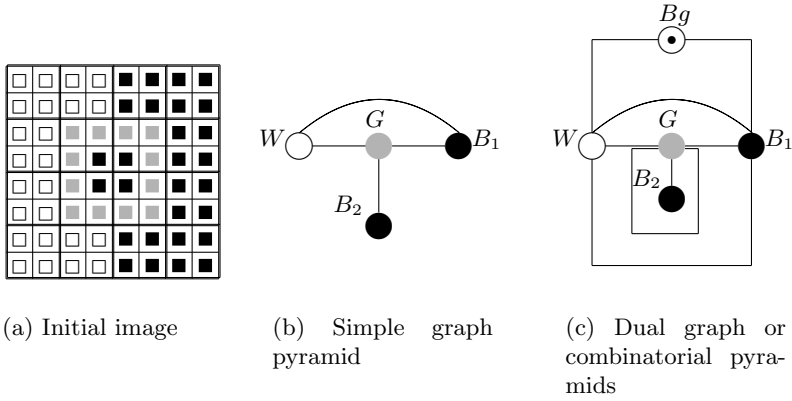 Bg
W
G
B1
B2
W
G
B1
B2
(a) Initial image
(b) Simple graph
pyramid
(c) Dual graph or
combinatorial pyra-
mids